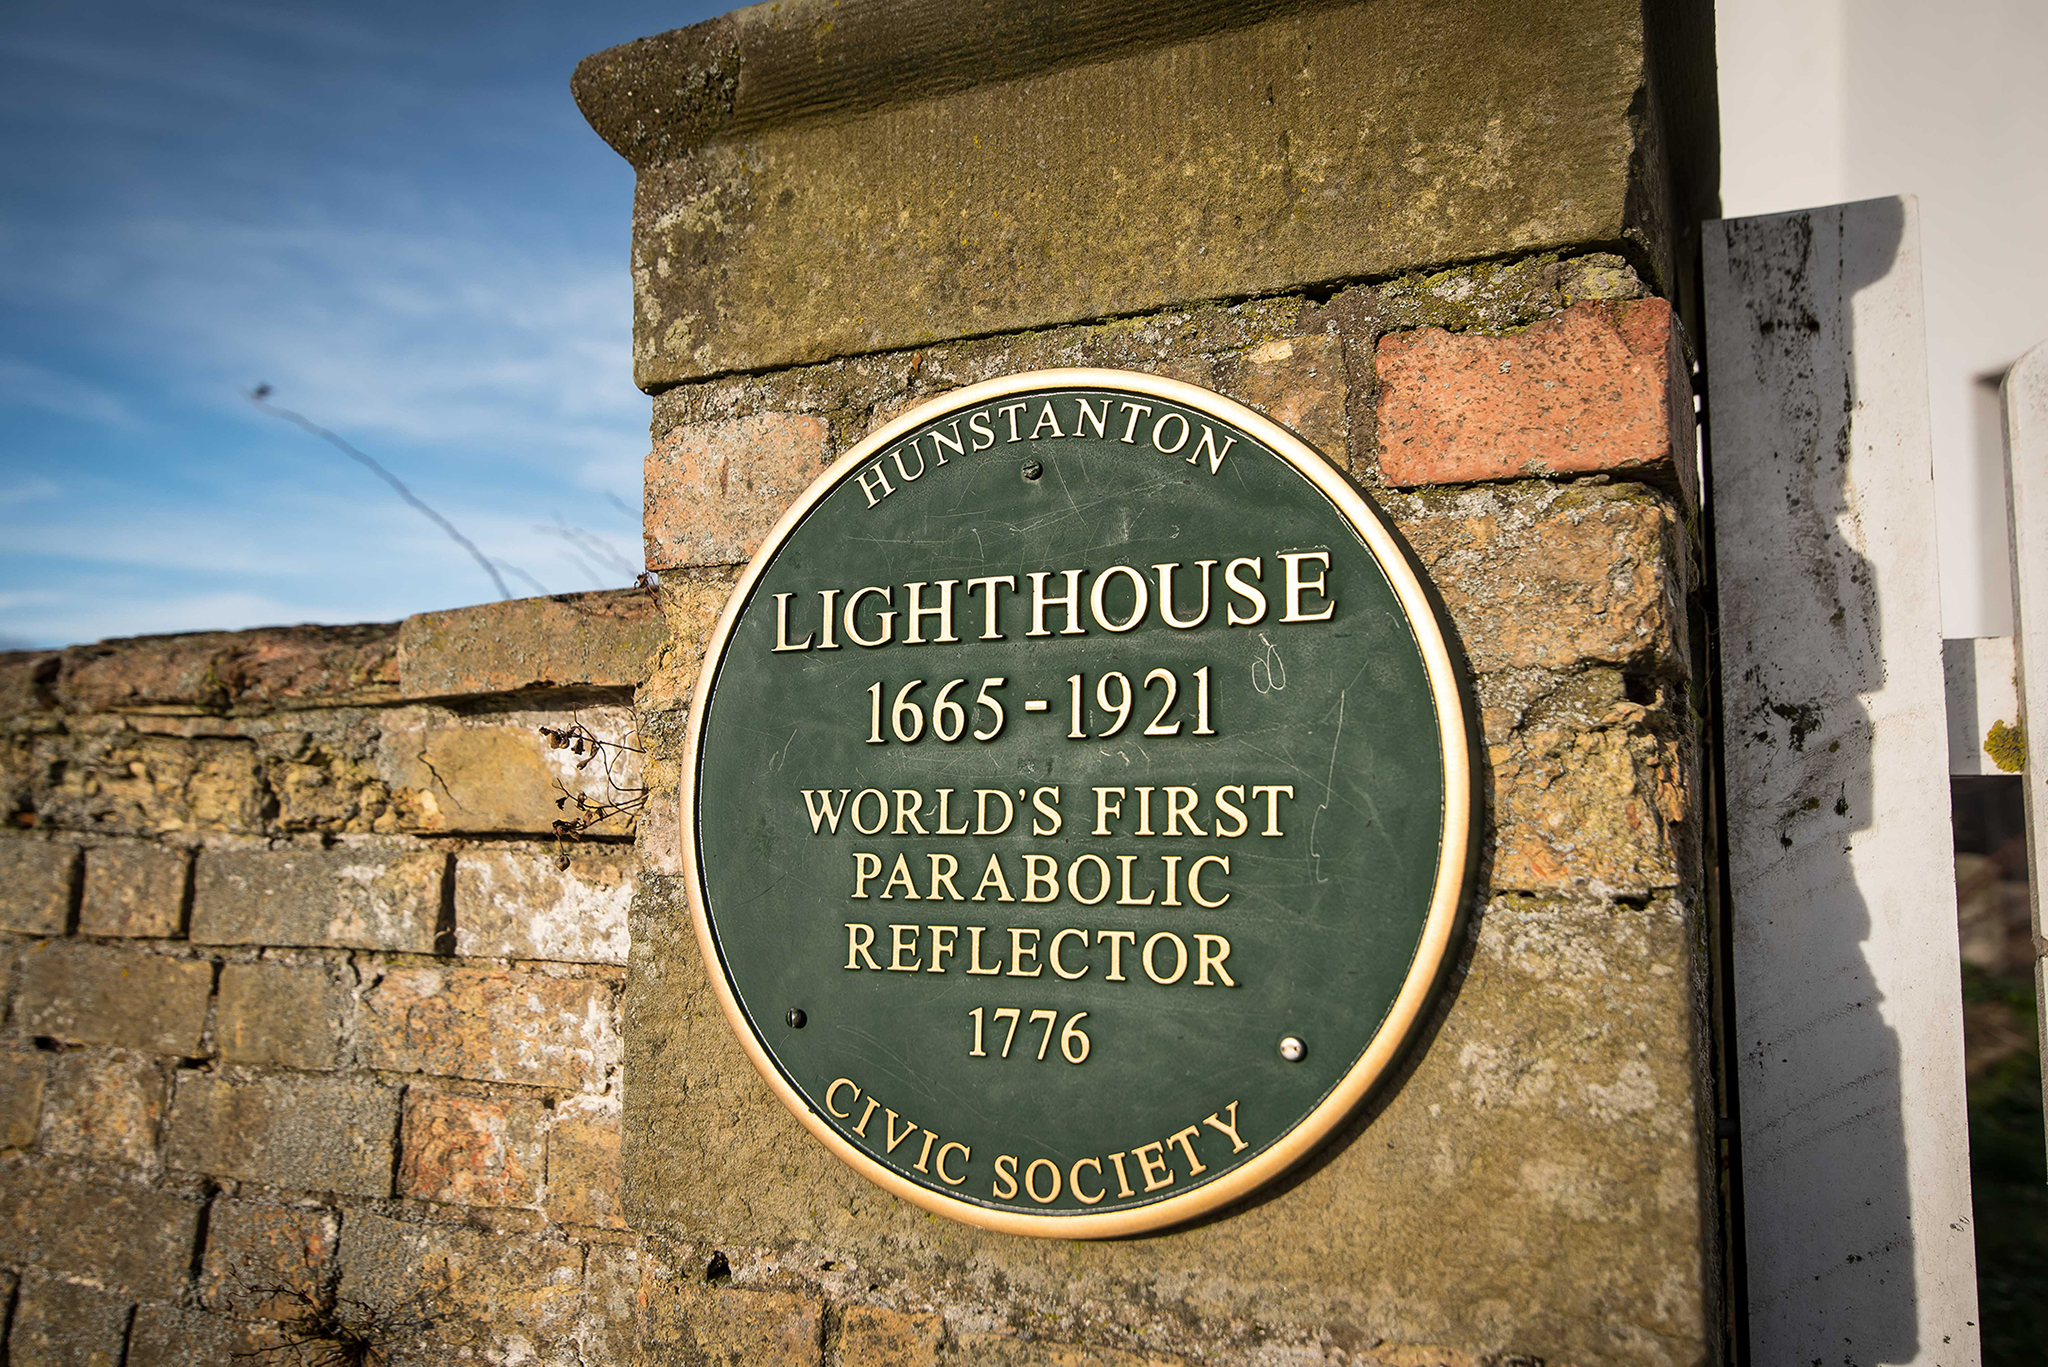 HUNSTANTON
LIGHTHOUSE
1665-1921
WORLD'S FIRST
PARABOLIC
REFLECTOR
1776
CIVIC SOCIETY